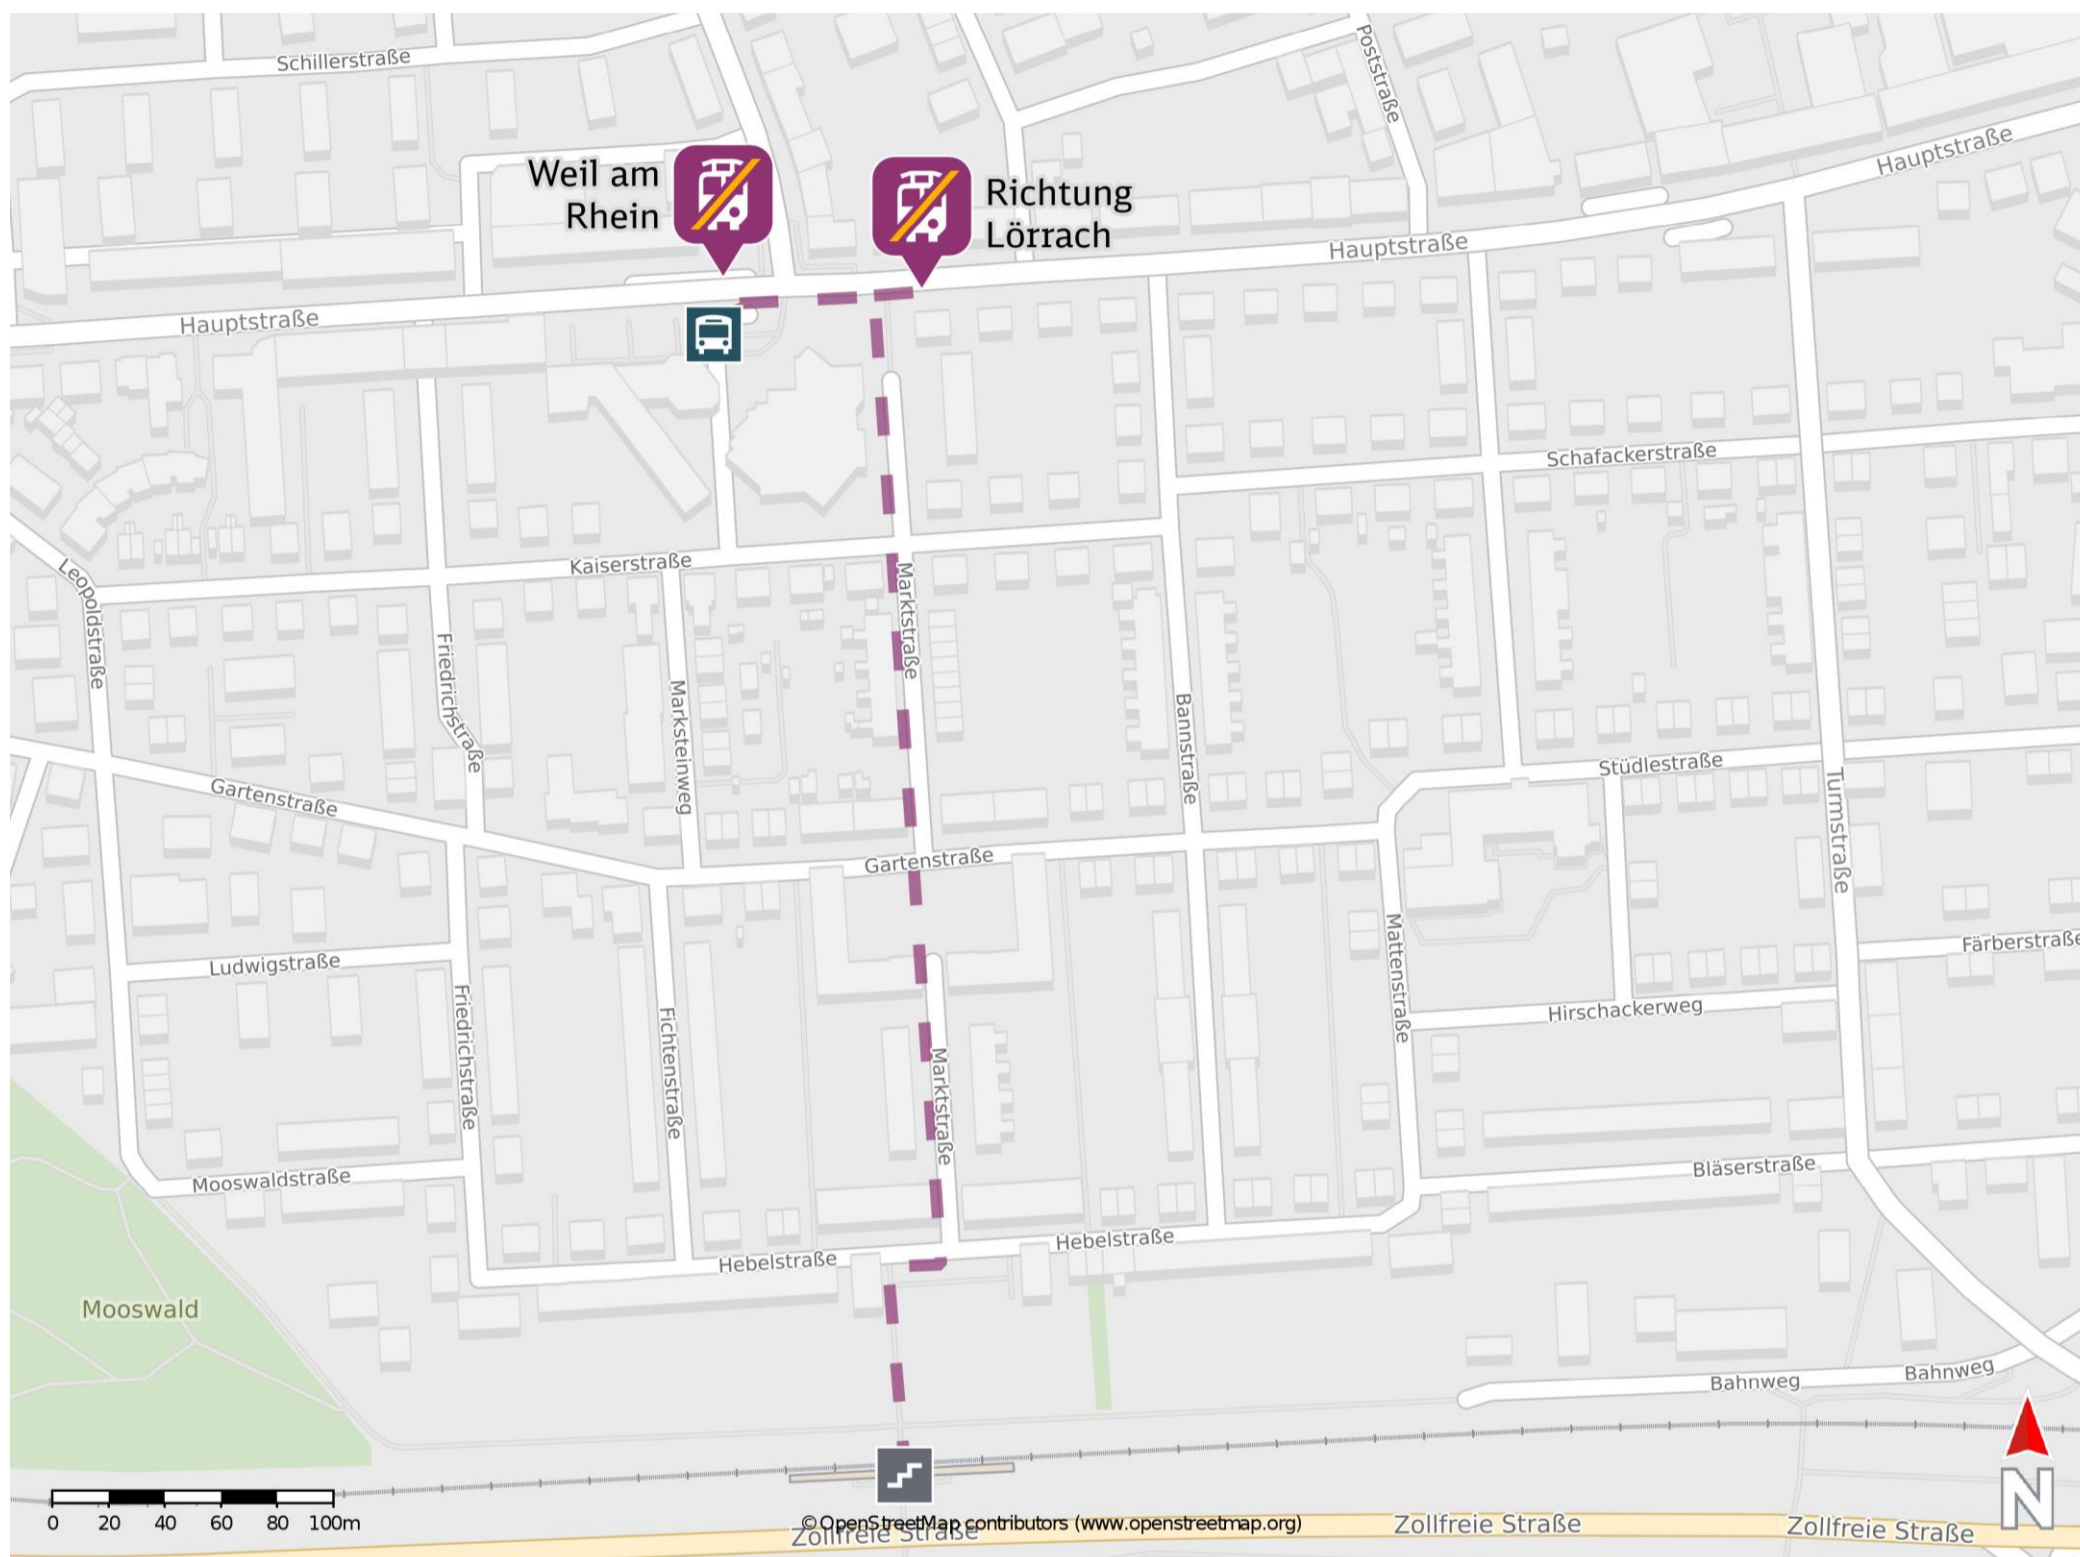 Schillerstraße
Poststraße
Hauptstraße
Weil am
Rhein
Richtung
Lörrach
Hauptstraße
Hauptstraße
Schafackerstraße
Kaiserstraße
Leopoldstraße
Marktstraße
Friedrichstraße
Marksteinweg
Bannstraße
Stüdlestraße
Turmstraße
Gartenstraße
Gartenstraße
Mattenstraße
Färberstraße
Ludwigstraße
Friedrichstraße
Fichtenstraße
Hirschackerweg
Marktstraße
Mooswaldstraße
Bläserstraße
Hebelstraße
Hebelstraße
Mooswald
Bahnweg
Bahnweg
N
0 20 40 60 80 100m
© OpenStreetMap contributors (www.openstreetmap.org)
Zollfreie Straße
Zollfreie Straße
Zollfreie Straße